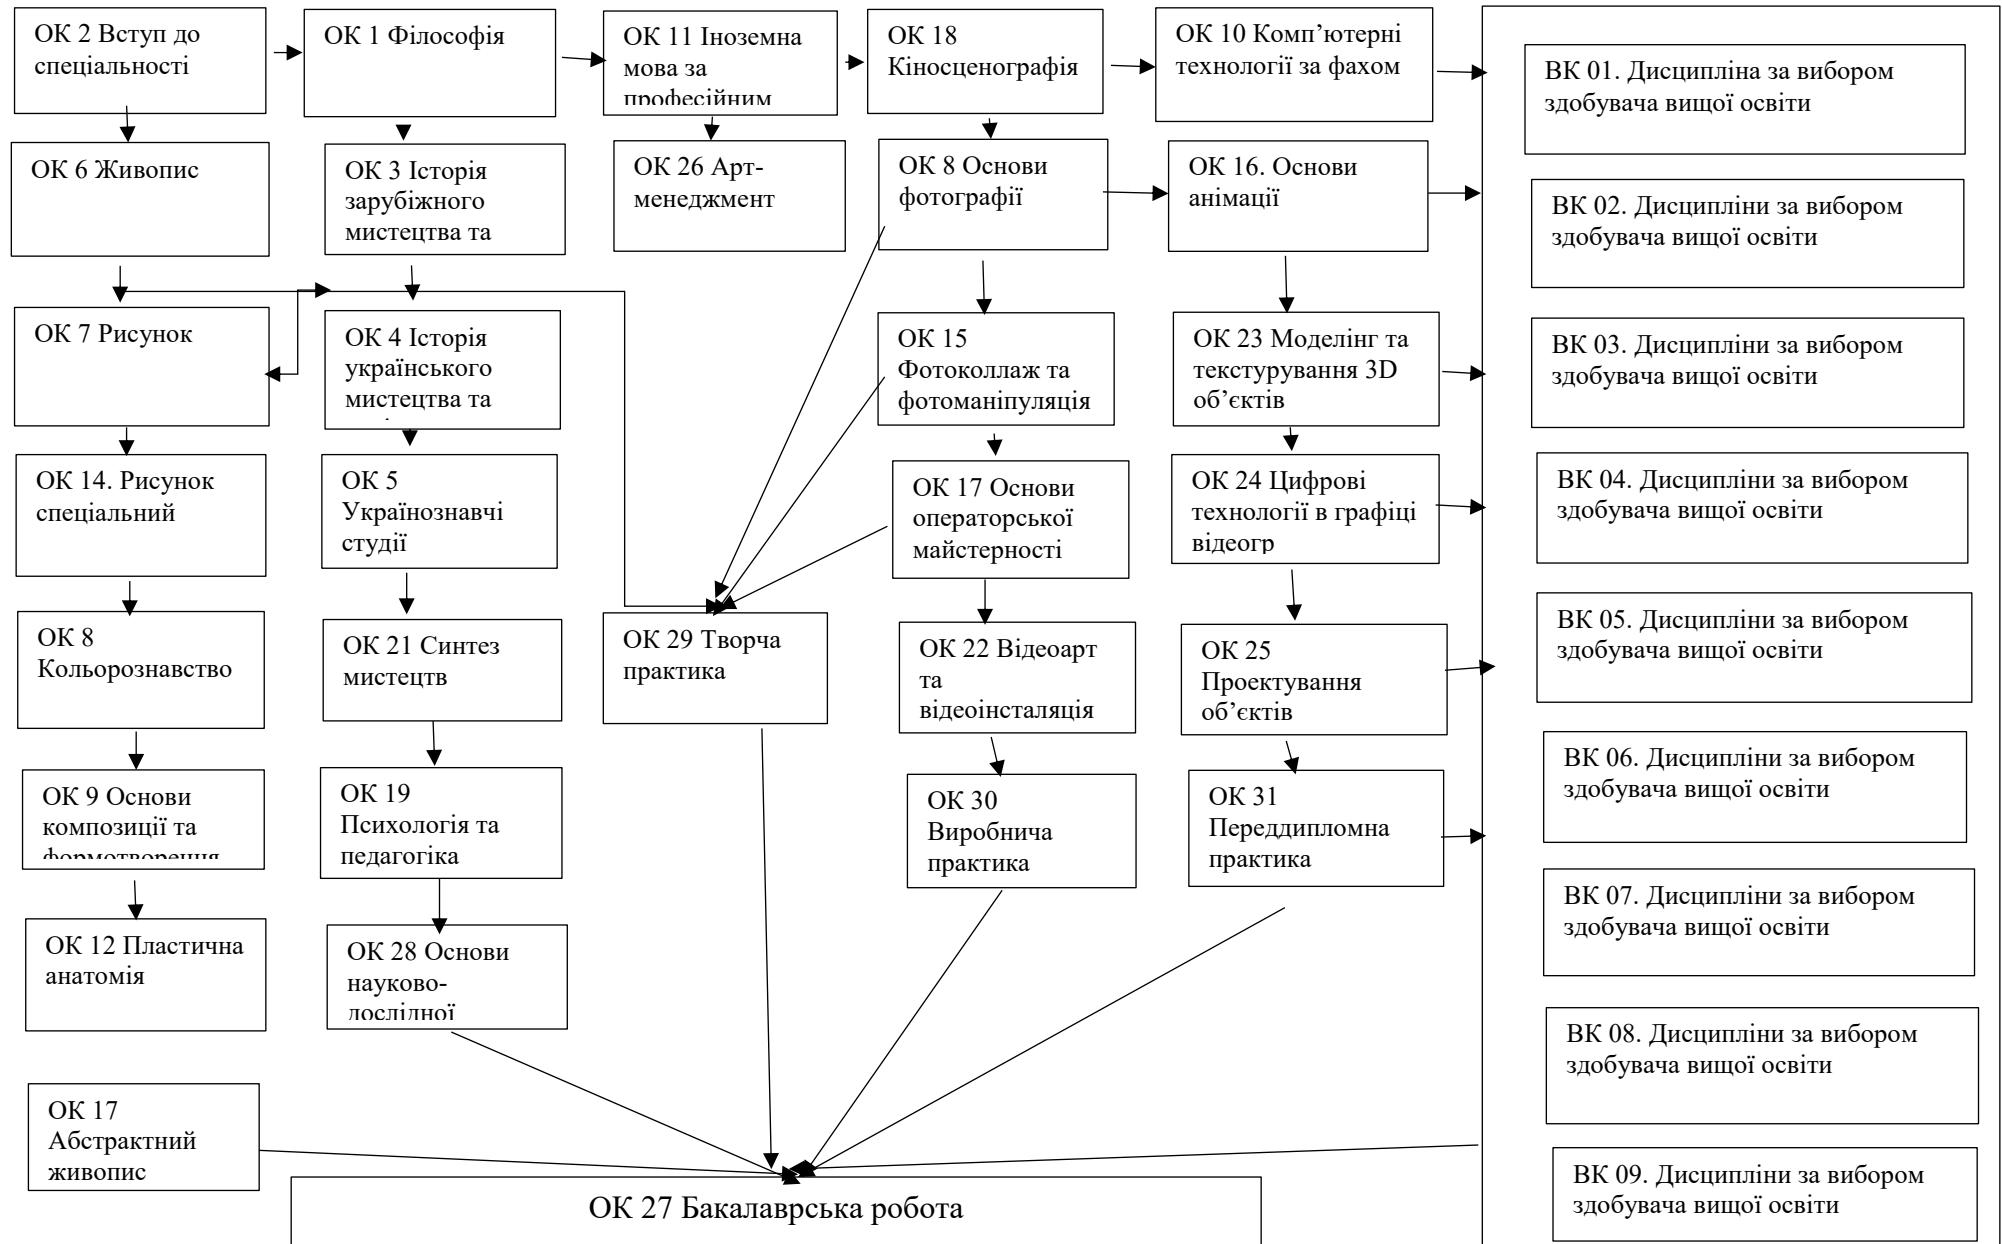 ОК 2 Вступ до
спеціальності
ОК 1 Філософія
ОК 11 Іноземна
мова за
професійним
ОК 18
Кіносценографія
ОК 10 Комп’ютерні
технології за фахом
ОК 6 Живопис
ОК 3 Історія
зарубіжного
мистецтва та
ОК 26 Арт-
менеджмент
ОК 8 Основи
фотографії
ОК 16. Основи
анімації
ОК 7 Рисунок
ОК 4 Історія
українського
мистецтва та
ОК 15
Фотоколлаж та
фотоманіпуляція
ОК 23 Моделінг та
текстурування 3D
об’єктів
ОК 14. Рисунок
спеціальний
ОК 5
Українознавчі
студії
ОК 17 Основи
операторської
майстерності
ОК 24 Цифрові
технології в графіці
відеогр
ОК 8
Кольорознавство
ОК 21 Синтез
мистецтв
ОК 29 Творча
практика
ОК 22 Відеоарт
та
відеоінсталяція
ОК 25
Проектування
об’єктів
ОК 9 Основи
композиції та
формотворення
ОК 19
Психологія та
педагогіка
ОК 30
Виробнича
практика
ОК 31
Переддипломна
практика
ОК 12 Пластична
анатомія
ОК 28 Основи
науково-
дослідної
ОК 17
Абстрактний
живопис
ОК 27 Бакалаврська робота
ВК 01. Дисципліна за вибором
здобувача вищої освіти
ВК 02. Дисципліни за вибором
здобувача вищої освіти
ВК 03. Дисципліни за вибором
здобувача вищої освіти
ВК 04. Дисципліни за вибором
здобувача вищої освіти
ВК 05. Дисципліни за вибором
здобувача вищої освіти
ВК 06. Дисципліни за вибором
здобувача вищої освіти
ВК 07. Дисципліни за вибором
здобувача вищої освіти
ВК 08. Дисципліни за вибором
здобувача вищої освіти
ВК 09. Дисципліни за вибором
здобувача вищої освіти